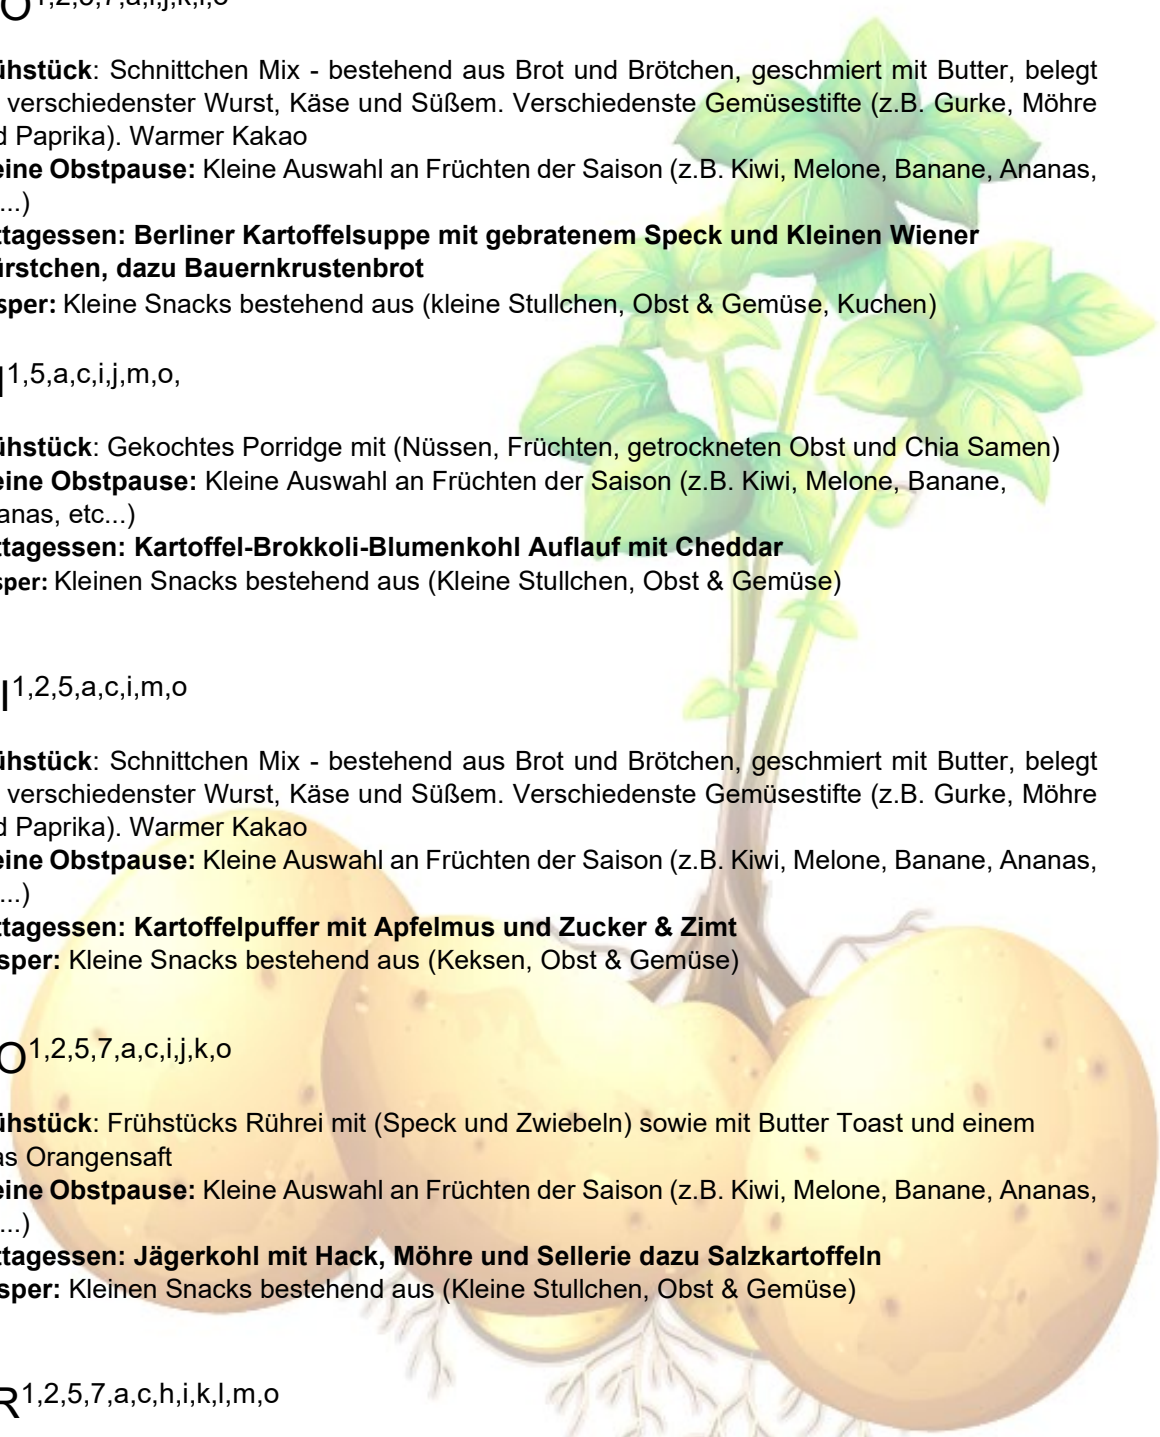 O1,2,5,7,a,i,j,k,l,o
ühstück: Schnittchen Mix - bestehend aus Brot und Brötchen, geschmiert mit Butter, belegt
verschiedenster Wurst, Käse und Süßem. Verschiedenste Gemüsestifte (z.B. Gurke, Möhre
d Paprika). Warmer Kakao
eine Obstpause: Kleine Auswahl an Früchten der Saison (z.B. Kiwi, Melone, Banane, Ananas,
...)
ttagessen: Berliner Kartoffelsuppe mit gebratenem Speck und Kleinen Wiener
ürstchen, dazu Bauernkrustenbrot
sper: Kleine Snacks bestehend aus (kleine Stullchen, Obst & Gemüse, Kuchen)
I1,5,a,c,i,j,m,o,
ühstück: Gekochtes Porridge mit (Nüssen, Früchten, getrockneten Obst und Chia Samen)
eine Obstpause: Kleine Auswahl an Früchten der Saison (z.B. Kiwi, Melone, Banane,
anas, etc...)
ttagessen: Kartoffel-Brokkoli-Blumenkohl Auflauf mit Cheddar
sper: Kleinen Snacks bestehend aus (Kleine Stullchen, Obst & Gemüse)
I1,2,5,a,c,i,m,o
ühstück: Schnittchen Mix - bestehend aus Brot und Brötchen, geschmiert mit Butter, belegt
verschiedenster Wurst, Käse und Süßem. Verschiedenste Gemüsestifte (z.B. Gurke, Möhre
d Paprika). Warmer Kakao
eine Obstpause: Kleine Auswahl an Früchten der Saison (z.B. Kiwi, Melone, Banane, Ananas,
...)
ttagessen: Kartoffelpuffer mit Apfelmus und Zucker & Zimt
sper: Kleine Snacks bestehend aus (Keksen, Obst & Gemüse)
O1,2,5,7,a,c,i,j,k,o
ühstück: Frühstücks Rührei mit (Speck und Zwiebeln) sowie mit Butter Toast und einem
as Orangensaft
eine Obstpause: Kleine Auswahl an Früchten der Saison (z.B. Kiwi, Melone, Banane, Ananas,
...)
ttagessen: Jägerkohl mit Hack, Möhre und Sellerie dazu Salzkartoffeln
sper: Kleinen Snacks bestehend aus (Kleine Stullchen, Obst & Gemüse)
R1,2,5,7,a,c,h,i,k,l,m,o